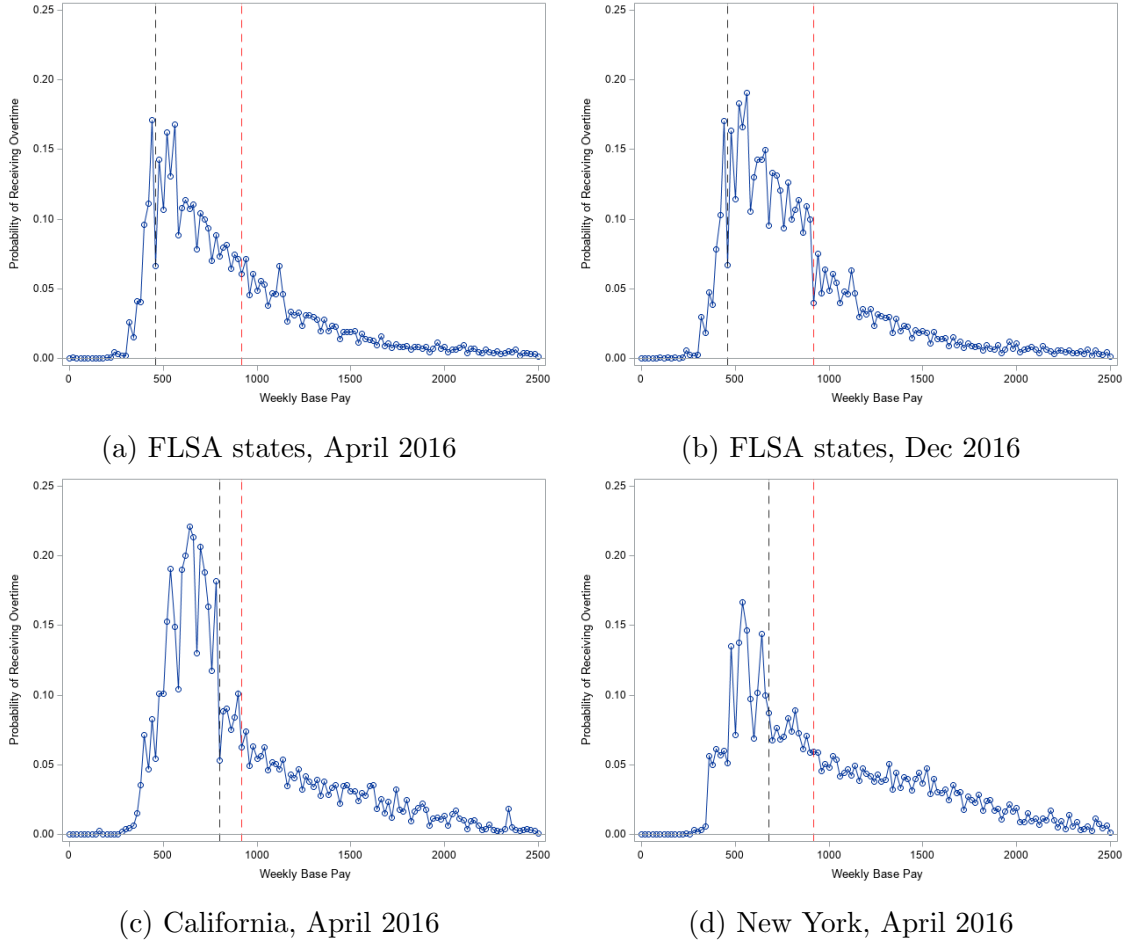 0.25
0.20
0.15
0.10
0.05
0.00
Probability of Receiving Overtime
0 500 1000 1500 2000 2500
Weekly Base Pay
(a) FLSA states, April 2016
0.25
0.20
0.15
0.10
0.05
0.00
Probability of Receiving Overtime
0 500 1000 1500 2000 2500
Weekly Base Pay
(b) FLSA states, Dec 2016
0.25
0.20
0.15
0.10
0.05
0.00
Probability of Receiving Overtime
0 500 1000 1500 2000 2500
Weekly Base Pay
(c) California, April 2016
0.25
0.20
0.15
0.10
0.05
0.00
Probability of Receiving Overtime
0 500 1000 1500 2000 2500
Weekly Base Pay
(d) New York, April 2016